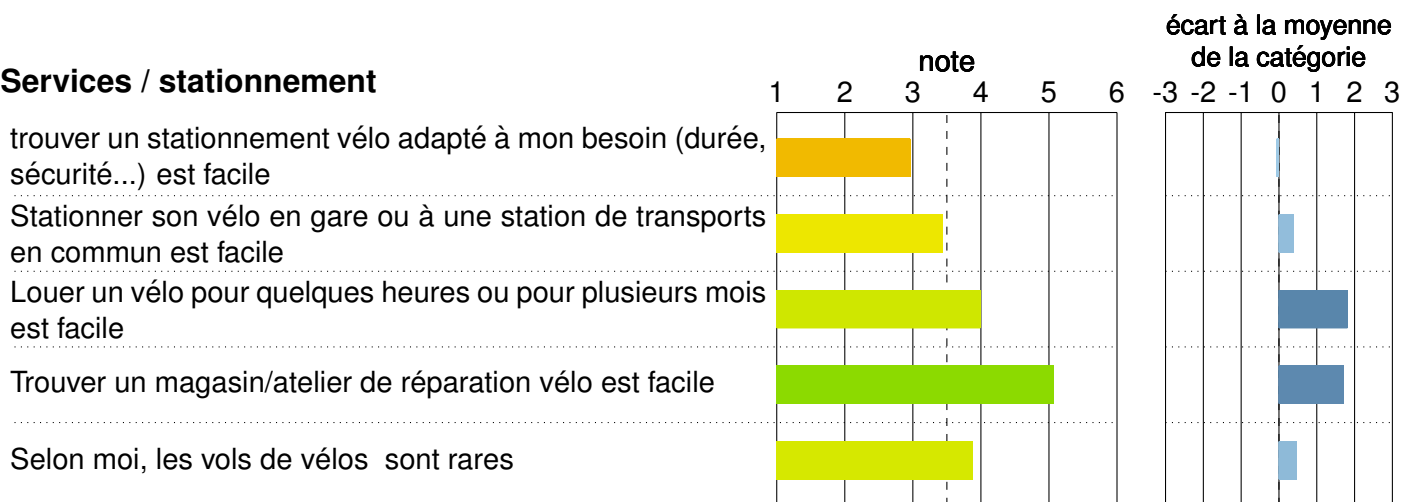 écart à la moyenne
de la catégorie
note
Services / stationnement
1 2 3 4 5 6
-3 -2 -1 0 1 2 3
trouver un stationnement vélo adapté à mon besoin (durée,
sécurité...) est facile
Stationner son vélo en gare ou à une station de transports
en commun est facile
Louer un vélo pour quelques heures ou pour plusieurs mois
est facile
Trouver un magasin/atelier de réparation vélo est facile
Selon moi, les vols de vélos sont rares